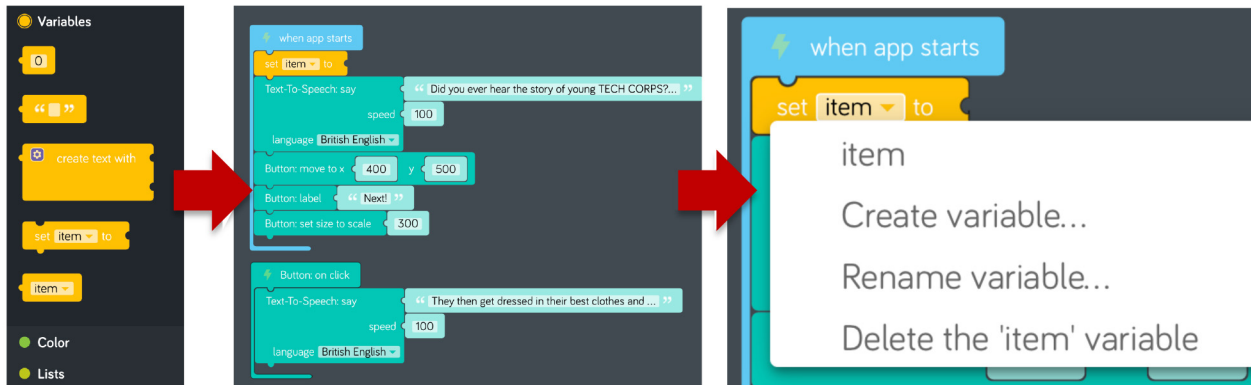 Variables
0
“ ”
create text with
set item to
item
Color
Lists
when app starts
set item to
Text-To-Speech: say “ Did you ever hear the story of young TECH CORPS?... ”
speed 100
language British English
Button: move to x 400 y 500
Button: label “ Next! ”
Button: set size to scale 300
Button: on click
Text-To-Speech: say “ They then get dressed in their best clothes and ... ”
speed 100
language British English
when app starts
set item to
item
Create variable...
Rename variable...
Delete the 'item' variable